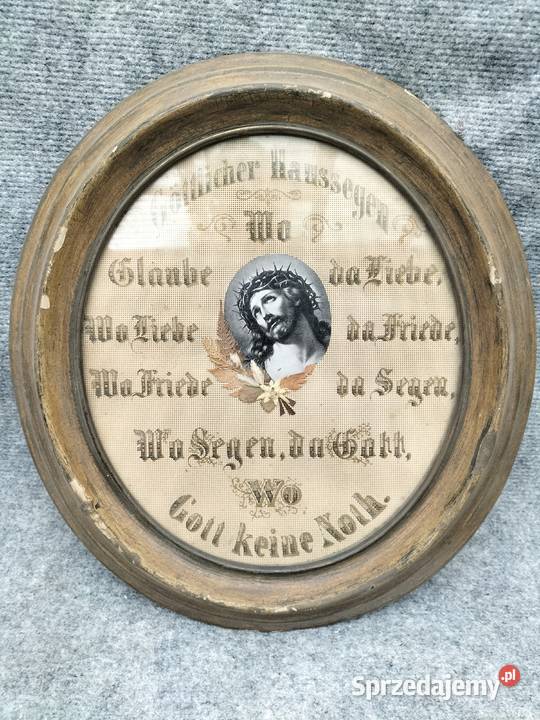 Göttlicher Haussegen
Wo
Glaube da Liebe,
Wo Liebe da Friede,
Wo Friede da Segen,
Wo Segen, da Gott,
Wo
Gott keine Noth.
Sprzedajemy.pl